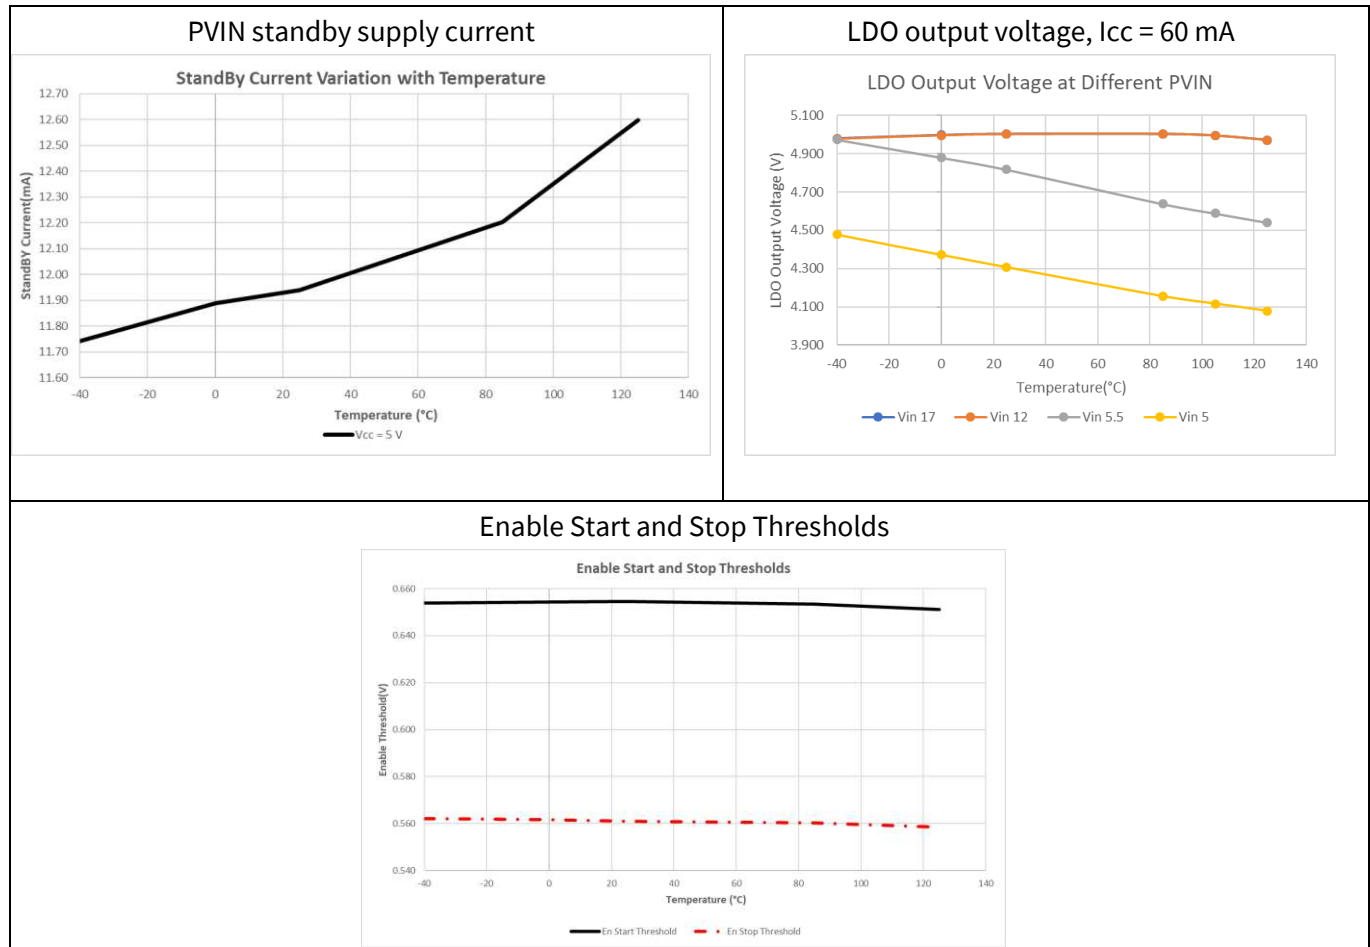 PVIN standby supply current
StandBy Current Variation with Temperature
12.70
12.60
12.50
12.40
12.30
12.20
12.10
12.00
11.90
11.80
11.70
11.60
StandBY Current(mA)
-40 -20 0 20 40 60 80 100 120 140
Temperature (°C)
Vcc = 5 V
LDO output voltage, Icc = 60 mA
LDO Output Voltage at Different PVIN
5.100
4.900
4.700
4.500
4.300
4.100
3.900
LDO Output Voltage (V)
-40 -20 0 20 40 60 80 100 120 140
Temperature(°C)
Vin 17 Vin 12 Vin 5.5 Vin 5
Enable Start and Stop Thresholds
Enable Start and Stop Thresholds
0.660
0.640
0.620
0.600
0.580
0.560
0.540
Enable Threshold(V)
-40 -20 0 20 40 60 80 100 120 140
Temperature (°C)
En Start Threshold En Stop Threshold